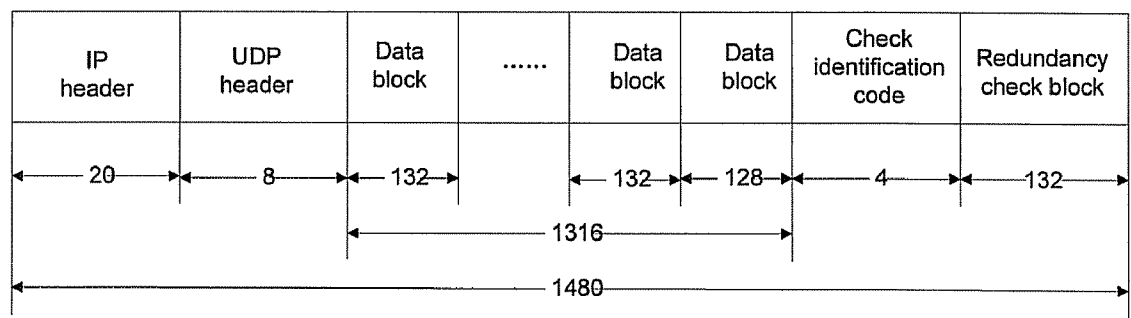 IP
header
UDP
header
Data
block
......
Data
block
Data
block
Check
identification
code
Redundancy
check block
20
8
132
132
128
4
132
1316
1480